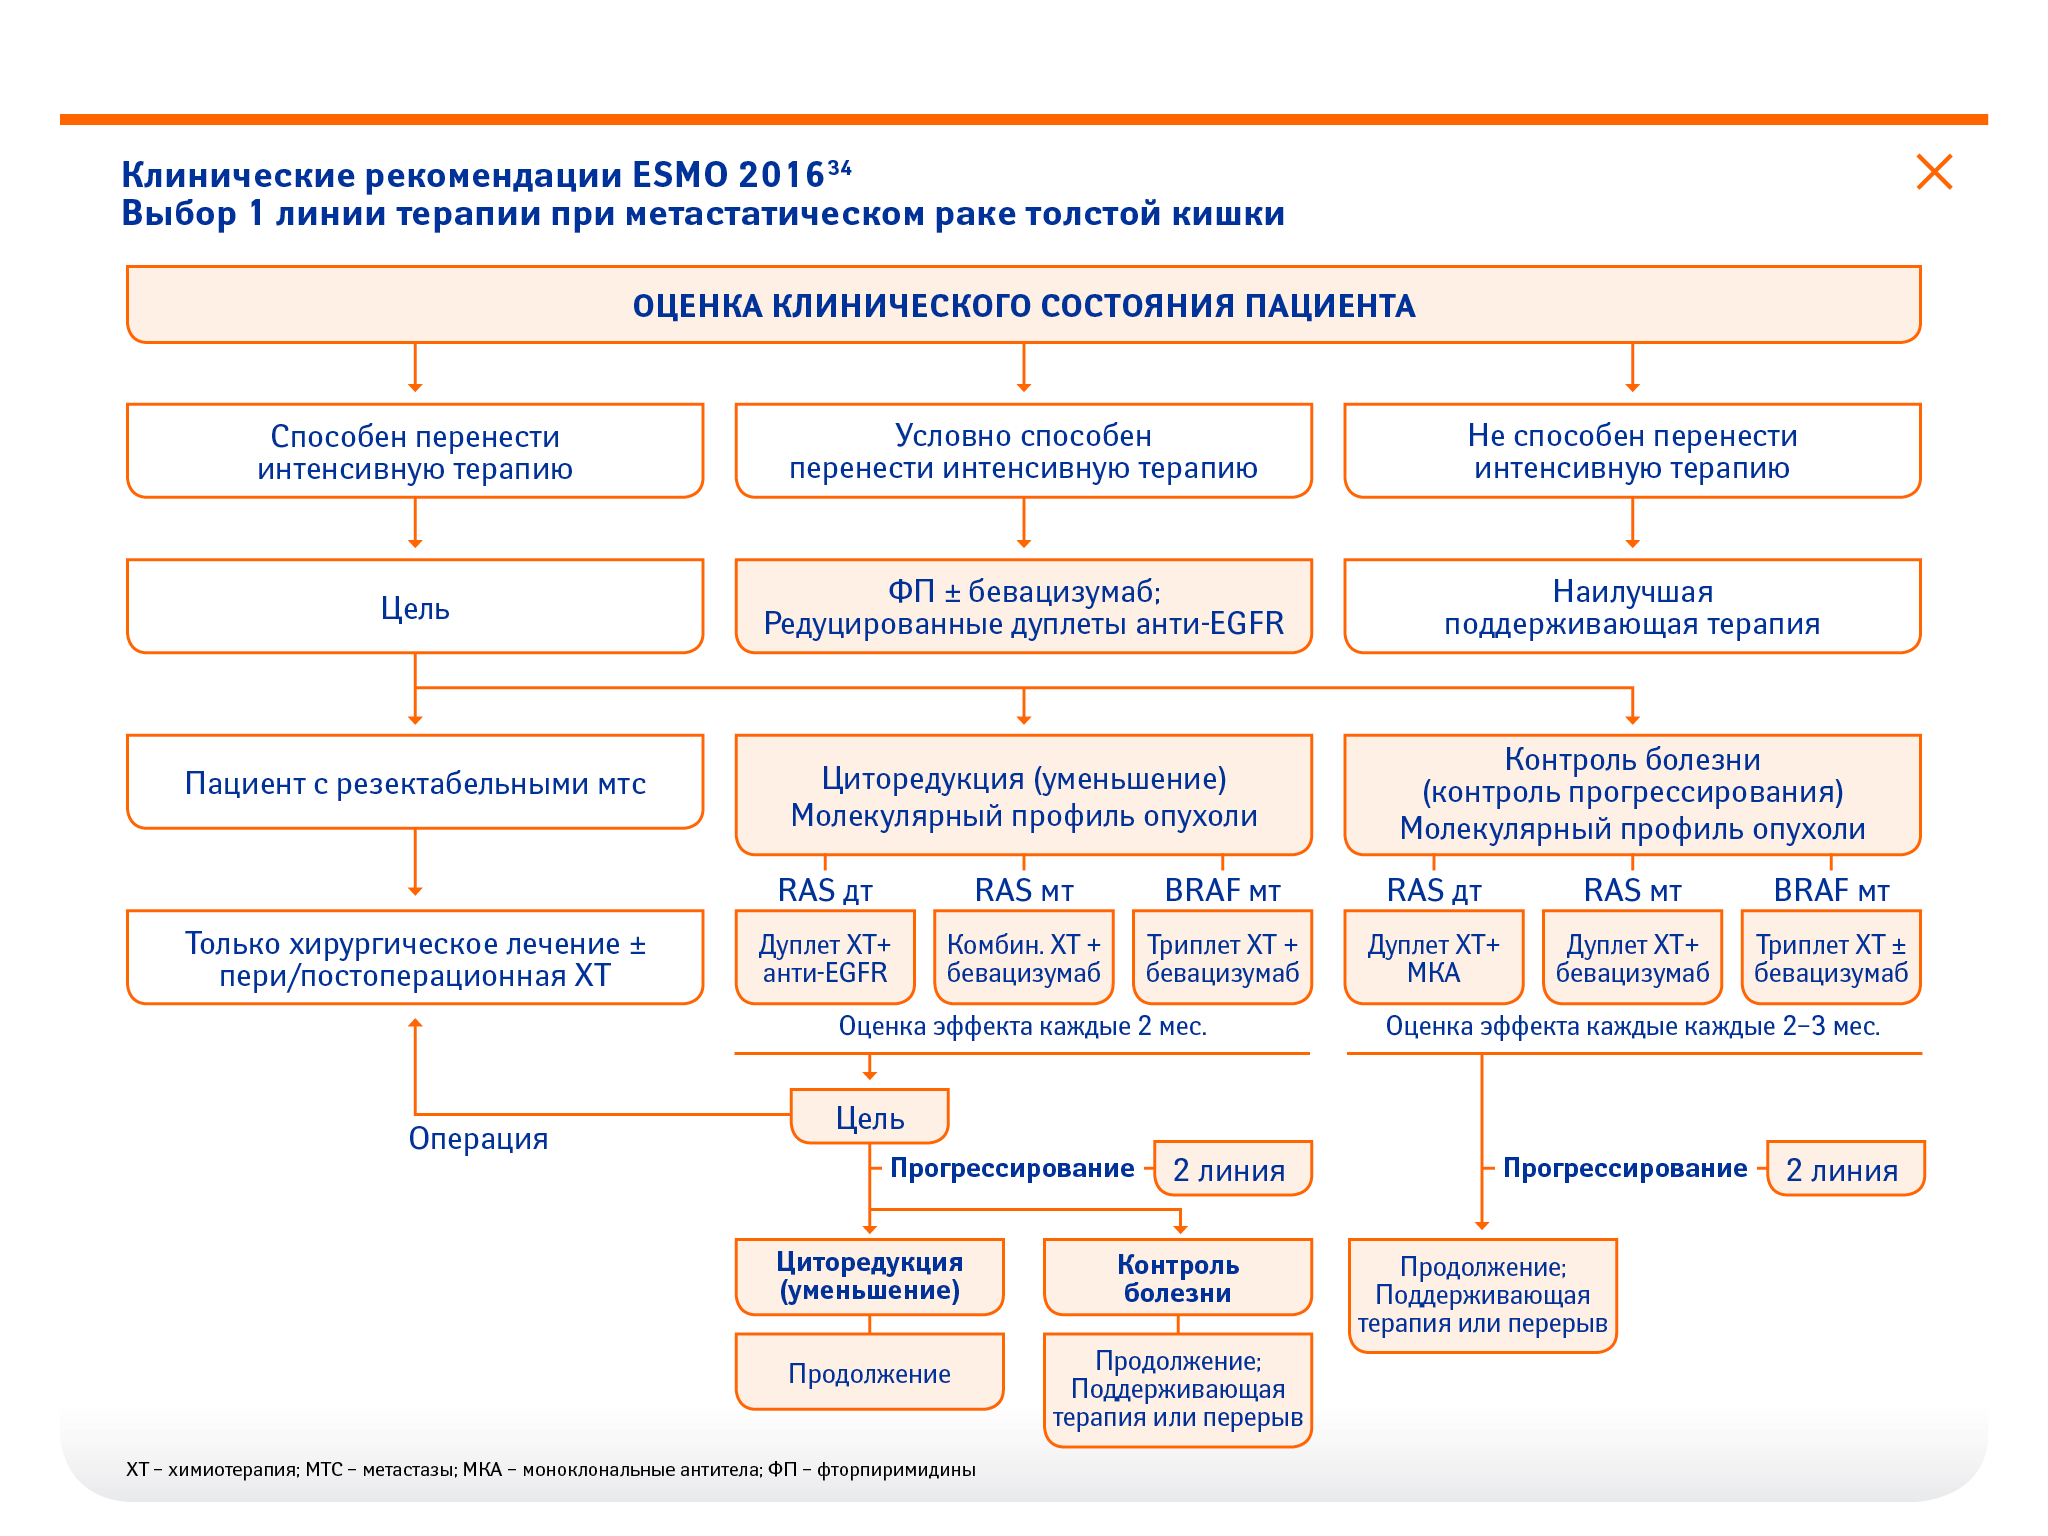 Клинические рекомендации ESMO 2016³⁴
Выбор 1 линии терапии при метастатическом раке толстой кишки
ОЦЕНКА КЛИНИЧЕСКОГО СОСТОЯНИЯ ПАЦИЕНТА
Способен перенести
интенсивную терапию
Условно способен
перенести интенсивную терапию
Не способен перенести
интенсивную терапию
Цель
ФП ± бевацизумаб;
Редуцированные дуплеты анти-EGFR
Наилучшая
поддерживающая терапия
Пациент с резектабельными мтс
Циторедукция (уменьшение)
Молекулярный профиль опухоли
Контроль болезни
(контроль прогрессирования)
Молекулярный профиль опухоли
RAS дт
RAS мт
BRAF мт
RAS дт
RAS мт
BRAF мт
Только хирургическое лечение ±
пери/постоперационная ХТ
Дуплет ХТ+
анти-EGFR
Комбин. ХТ +
бевацизумаб
Триплет ХТ +
бевацизумаб
Дуплет ХТ+
МКА
Дуплет ХТ+
бевацизумаб
Триплет ХТ ±
бевацизумаб
Оценка эффекта каждые 2 мес.
Оценка эффекта каждые каждые 2–3 мес.
Цель
Операция
Прогрессирование
2 линия
Прогрессирование
2 линия
Циторедукция
(уменьшение)
Контроль
болезни
Продолжение;
Поддерживающая
терапия или перерыв
Продолжение
Продолжение;
Поддерживающая
терапия или перерыв
ХТ – химиотерапия; МТС – метастазы; МКА – моноклональные антитела; ФП – фторпиримидины